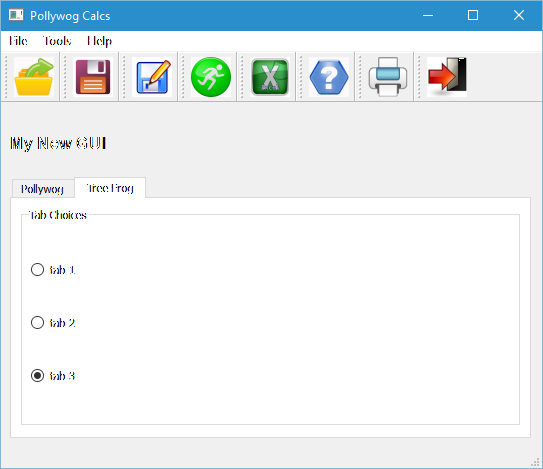 Pollywog Calcs
File Tools Help
My New GUI
Pollywog Tree Frog
Tab Choices
tab 1
tab 2
tab 3